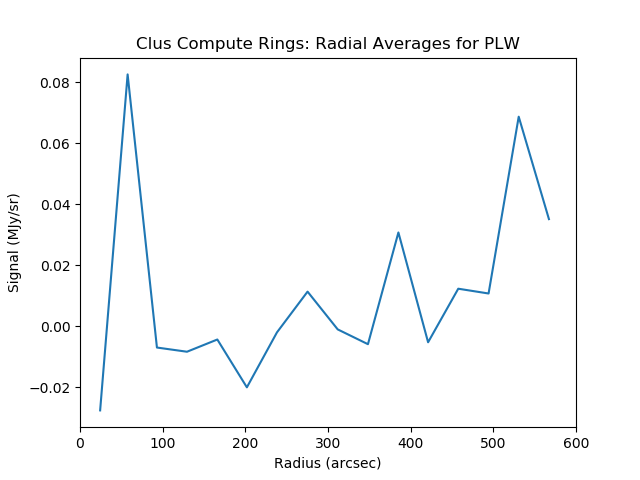 Clus Compute Rings: Radial Averages for PLW
Signal (MJy/sr)
0.08
0.06
0.04
0.02
0.00
−0.02
0 100 200 300 400 500 600
Radius (arcsec)